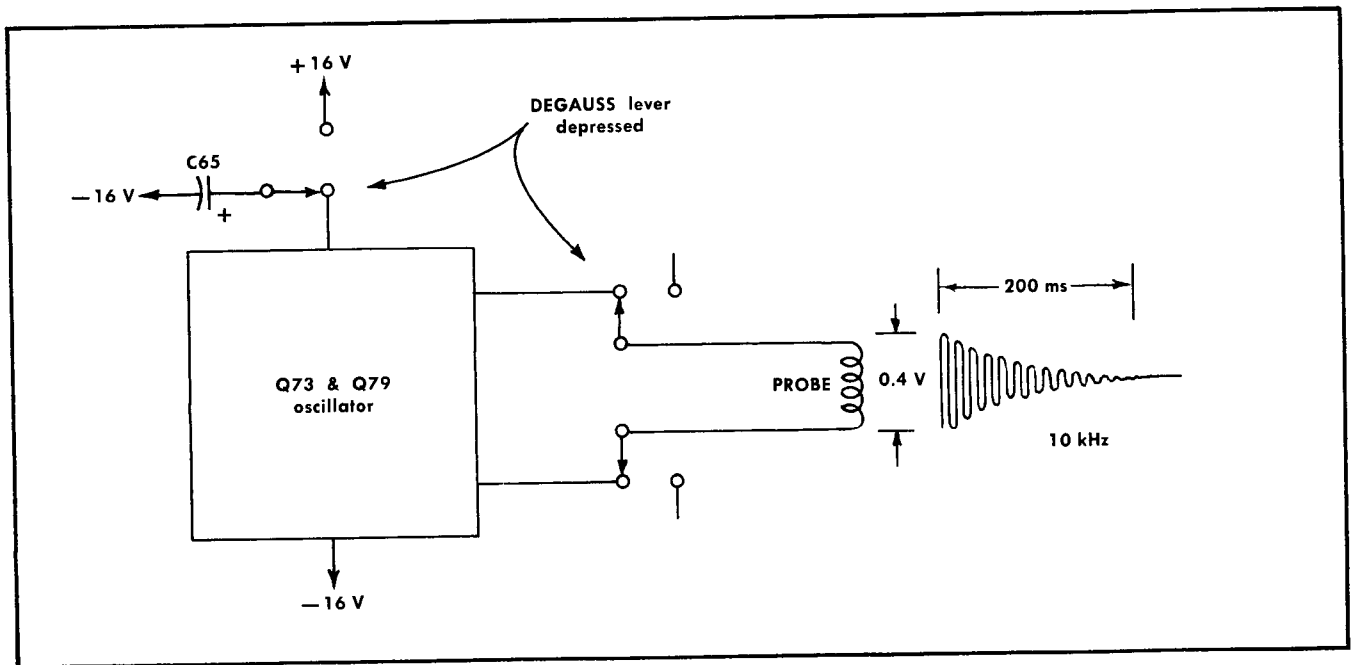 + 16 V
DEGAUSS lever
depressed
C65
— 16 V
+
200 ms
Q73 & Q79
oscillator
PROBE
0.4 V
10 kHz
— 16 V